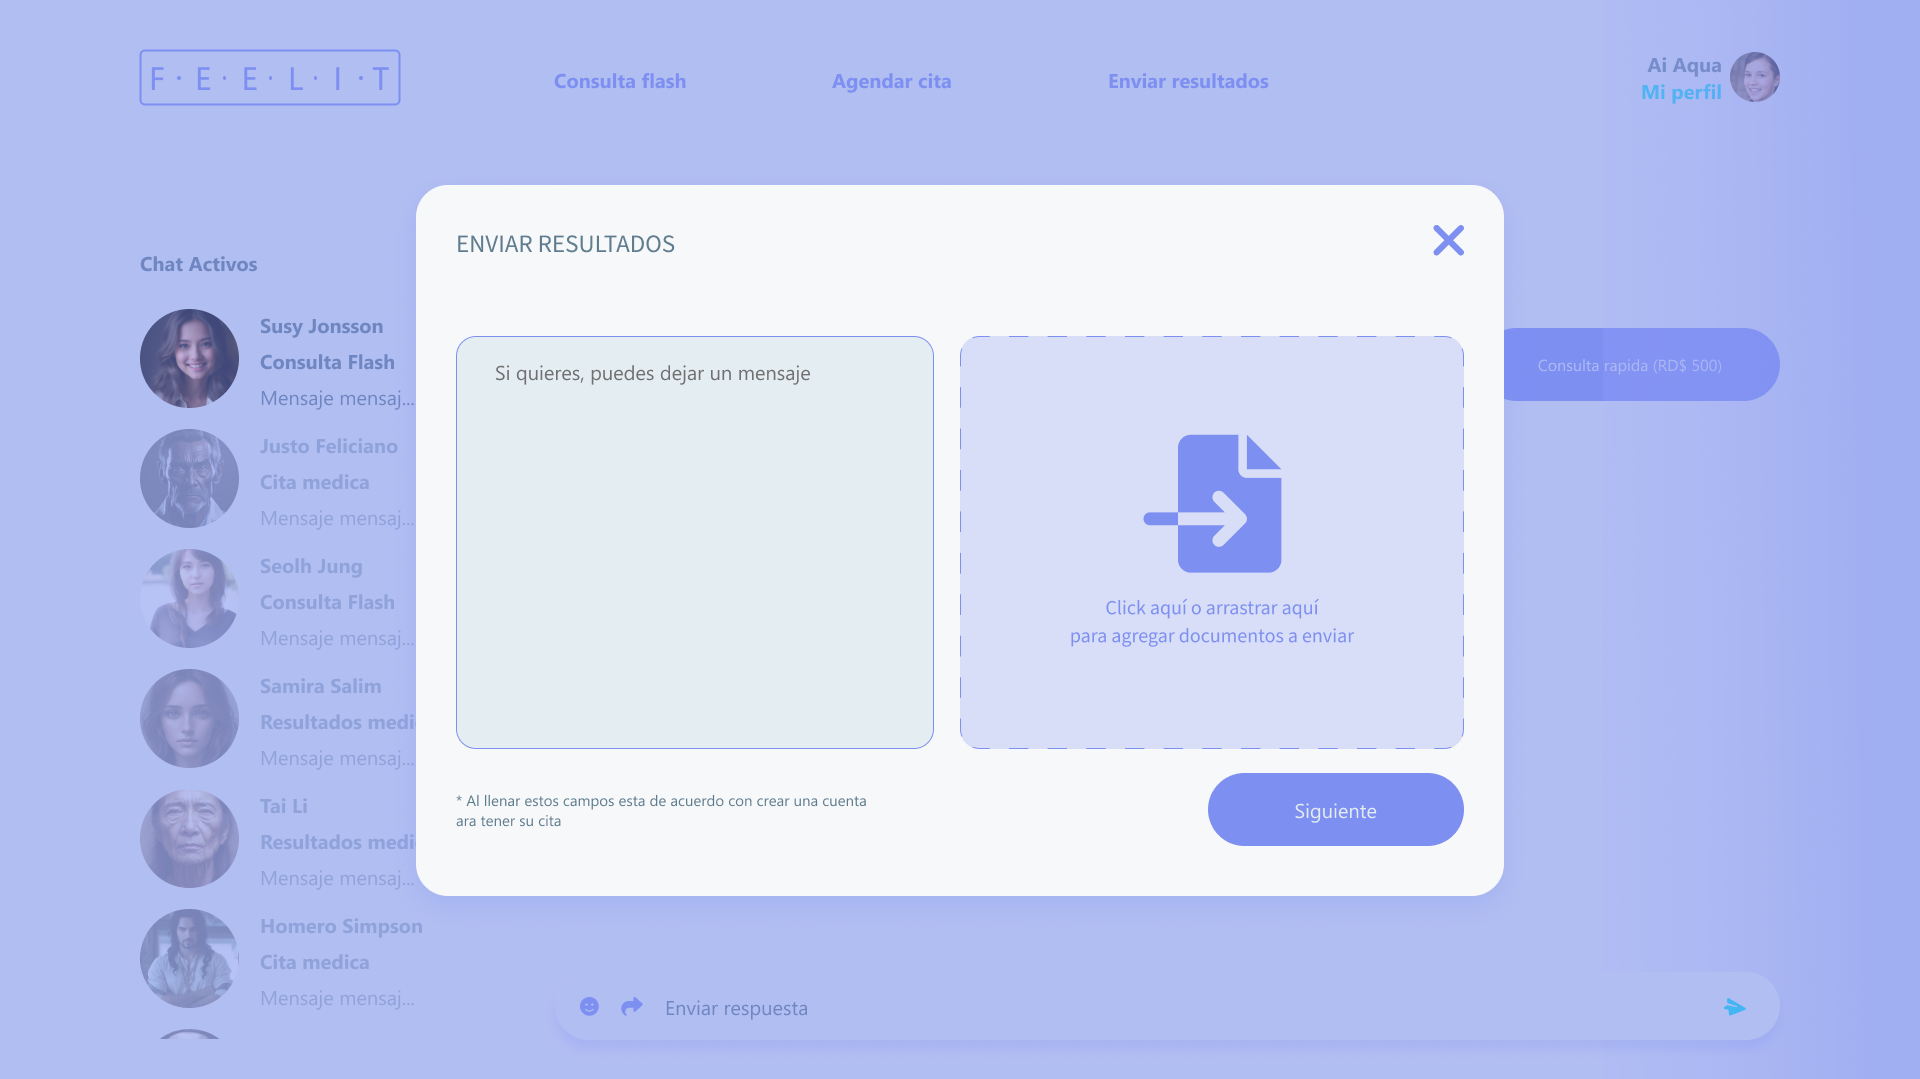 F·E·E·L·I·T
Consulta flash
Agendar cita
Enviar resultados
Ai Aqua
Mi perfil
ENVIAR RESULTADOS
Chat Activos
Susy Jonsson
Consulta Flash
Mensaje mensaj...
Justo Feliciano
Cita medica
Mensaje mensaj...
Seolh Jung
Consulta Flash
Mensaje mensaj...
Samira Salim
Resultados medi
Mensaje mensaj...
Tai Li
Resultados medi
Mensaje mensaj...
Homero Simpson
Cita medica
Mensaje mensaj...
Si quieres, puedes dejar un mensaje
Click aquí o arrastrar aquí
para agregar documentos a enviar
* Al llenar estos campos esta de acuerdo con crear una cuenta
ara tener su cita
Siguiente
Consulta rapida (RD$ 500)
Enviar respuesta